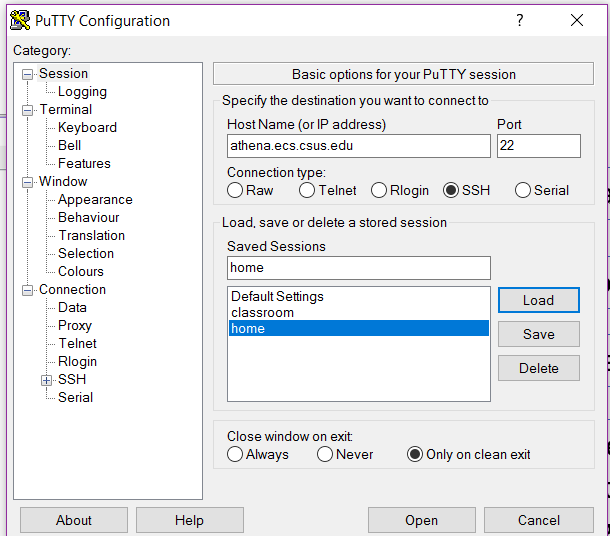 PuTTY Configuration
?
Category:
Session
Logging
Terminal
Keyboard
Bell
Features
Window
Appearance
Behaviour
Translation
Selection
Colours
Connection
Data
Proxy
Telnet
Rlogin
SSH
Serial
Basic options for your PuTTY session
Specify the destination you want to connect to
Host Name (or IP address) Port
athena.ecs.csus.edu 22
Connection type:
Raw Telnet Rlogin SSH Serial
Load, save or delete a stored session
Saved Sessions
home
Default Settings
classroom
home
Load
Save
Delete
Close window on exit:
Always Never Only on clean exit
About Help Open Cancel